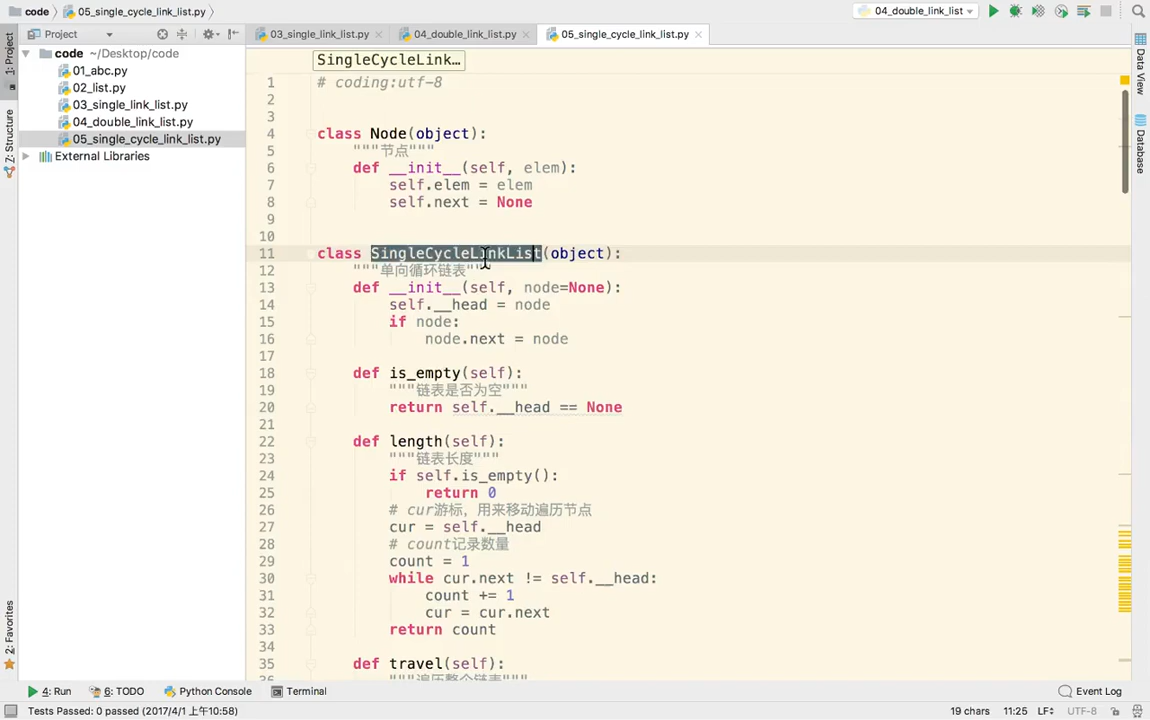 code
05_single_cycle_link_list.py
04_double_link_list
Project
03_single_link_list.py
04_double_link_list.py
05_single_cycle_link_list.py
1: Project
Z: Structure
2: Favorites
code ~/Desktop/code
01_abc.py
02_list.py
03_single_link_list.py
04_double_link_list.py
05_single_cycle_link_list.py
External Libraries
SingleCycleLink...
1 # coding:utf-8
2
3
4 class Node(object):
5 """节点"""
6 def __init__(self, elem):
7 self.elem = elem
8 self.next = None
9
10
11 class SingleCycleLinkList(object):
12 """单向循环链表"""
13 def __init__(self, node=None):
14 self.__head = node
15 if node:
16 node.next = node
17
18 def is_empty(self):
19 """链表是否为空"""
20 return self.__head == None
21
22 def length(self):
23 """链表长度"""
24 if self.is_empty():
25 return 0
26 # cur游标，用来移动遍历节点
27 cur = self.__head
28 # count记录数量
29 count = 1
30 while cur.next != self.__head:
31 count += 1
32 cur = cur.next
33 return count
34
35 def travel(self):
"""遍历整个链表"""
Data View
Database
4: Run
6: TODO
Python Console
Terminal
Event Log
Tests Passed: 0 passed (2017/4/1 上午10:58)
19 chars
11:25
LF
UTF-8